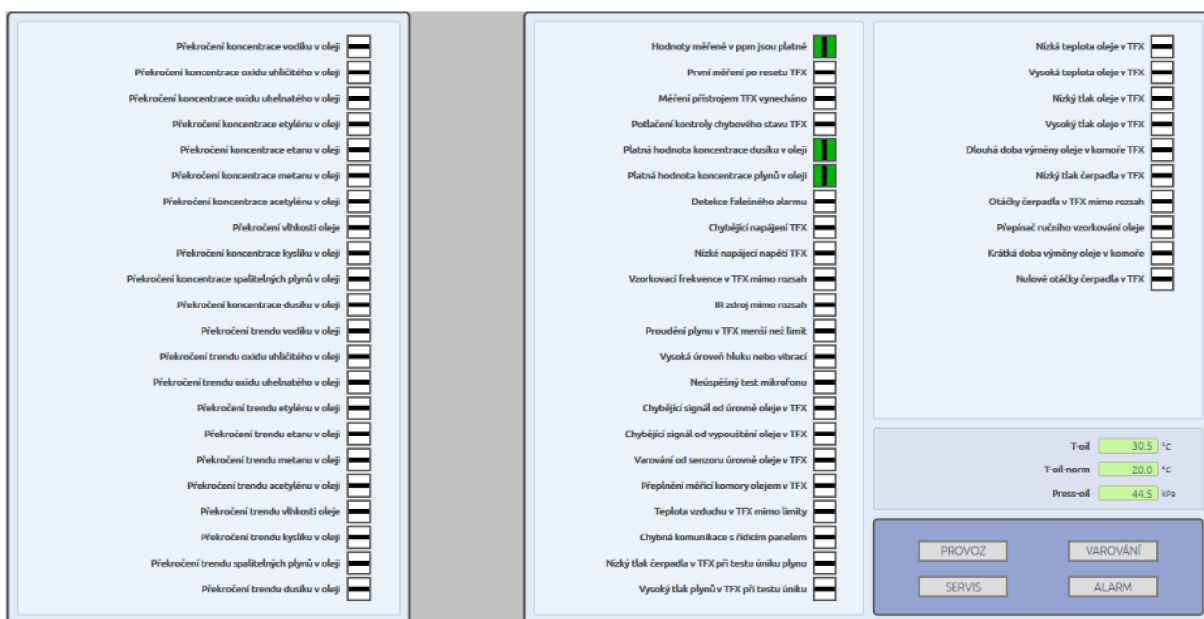 Překročení koncentrace vodíku v oleji
Překročení koncentrace oxidu uhličitého v oleji
Překročení koncentrace oxidu uhelnatého v oleji
Překročení koncentrace etylénu v oleji
Překročení koncentrace etanu v oleji
Překročení koncentrace metanu v oleji
Překročení koncentrace acetylénu v oleji
Překročení vlhkosti oleje
Překročení koncentrace kyslíku v oleji
Překročení koncentrace spalitelných plynů v oleji
Překročení koncentrace dusíku v oleji
Překročení trendu vodíku v oleji
Překročení trendu oxidu uhličitého v oleji
Překročení trendu oxidu uhelnatého v oleji
Překročení trendu etylénu v oleji
Překročení trendu etanu v oleji
Překročení trendu metanu v oleji
Překročení trendu acetylénu v oleji
Překročení trendu vlhkosti oleje
Překročení trendu kyslíku v oleji
Překročení trendu spalitelných plynů v oleji
Překročení trendu dusíku v oleji
Hodnoty měřené v ppm jsou platné
První měření po resetu TFX
Měření přístrojem TFX vynecháno
Potlačení kontroly chybového stavu TFX
Platná hodnota koncentrace dusíku v oleji
Platná hodnota koncentrace plynů v oleji
Detekce falešného alarmu
Chybějící napájení TFX
Nízké napájecí napětí TFX
Vzorkovací frekvence v TFX mimo rozsah
IR zdroj mimo rozsah
Proudění plynu v TFX menší než limit
Vysoká úroveň hluku nebo vibrací
Neúspěšný test mikrofonu
Chybějící signál od úrovně oleje v TFX
Chybějící signál od vypouštění oleje v TFX
Varování od senzoru úrovně oleje v TFX
Přeplnění měřicí komory olejem v TFX
Teplota vzduchu v TFX mimo limity
Chybná komunikace s řídicím panelem
Nízký tlak čerpadla v TFX při testu úniku plynu
Vysoký tlak plynů v TFX při testu úniku
Nízká teplota oleje v TFX
Vysoká teplota oleje v TFX
Nízký tlak oleje v TFX
Vysoký tlak oleje v TFX
Dlouhá doba výměny oleje v komoře TFX
Nízký tlak čerpadla v TFX
Otáčky čerpadla v TFX mimo rozsah
Přepínač ručního vzorkování oleje
Krátká doba výměny oleje v komoře
Nulové otáčky čerpadla v TFX
T-oil 30.5 °C
T-oil-norm 20.0 °C
Press-oil 44.5 kPa
PROVOZ VAROVÁNÍ
SERVIS ALARM